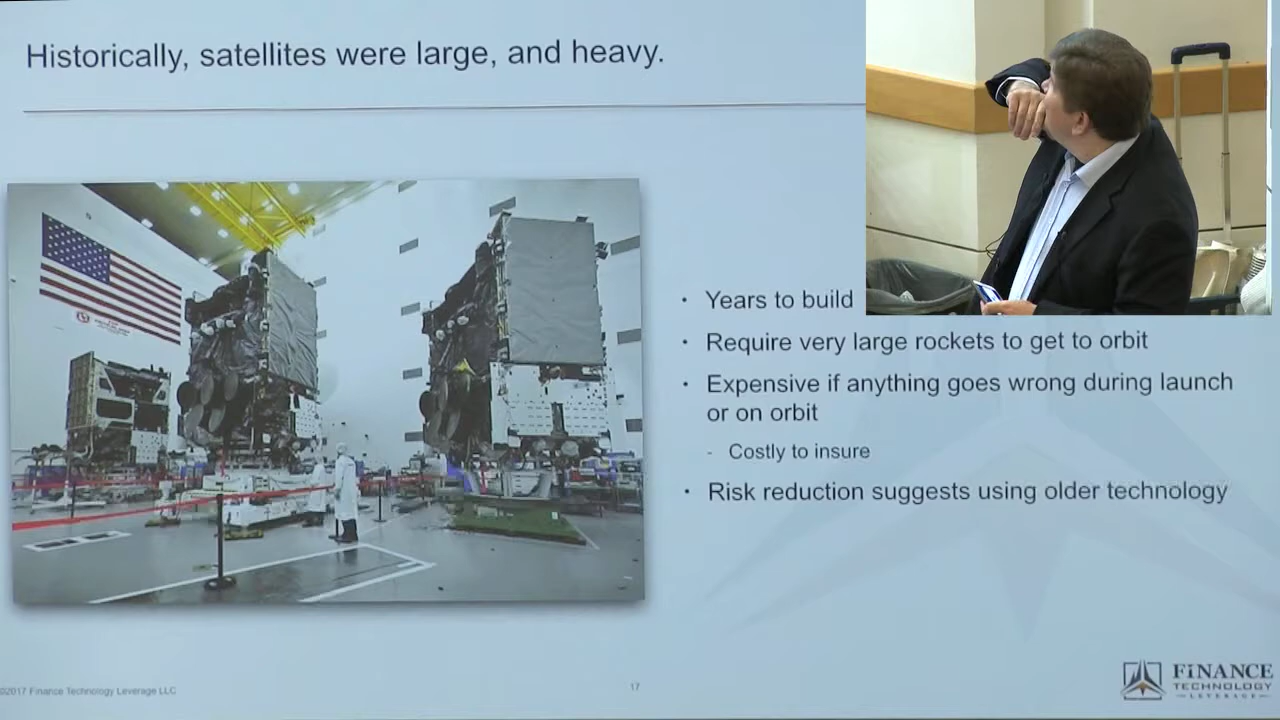 Historically, satellites were large, and heavy.
· Years to build
· Require very large rockets to get to orbit
· Expensive if anything goes wrong during launch
or on orbit
- Costly to insure
· Risk reduction suggests using older technology
©2017 Finance Technology Leverage LLC
17
FiNANCE
TECHNOLOGY
LEVERAGE